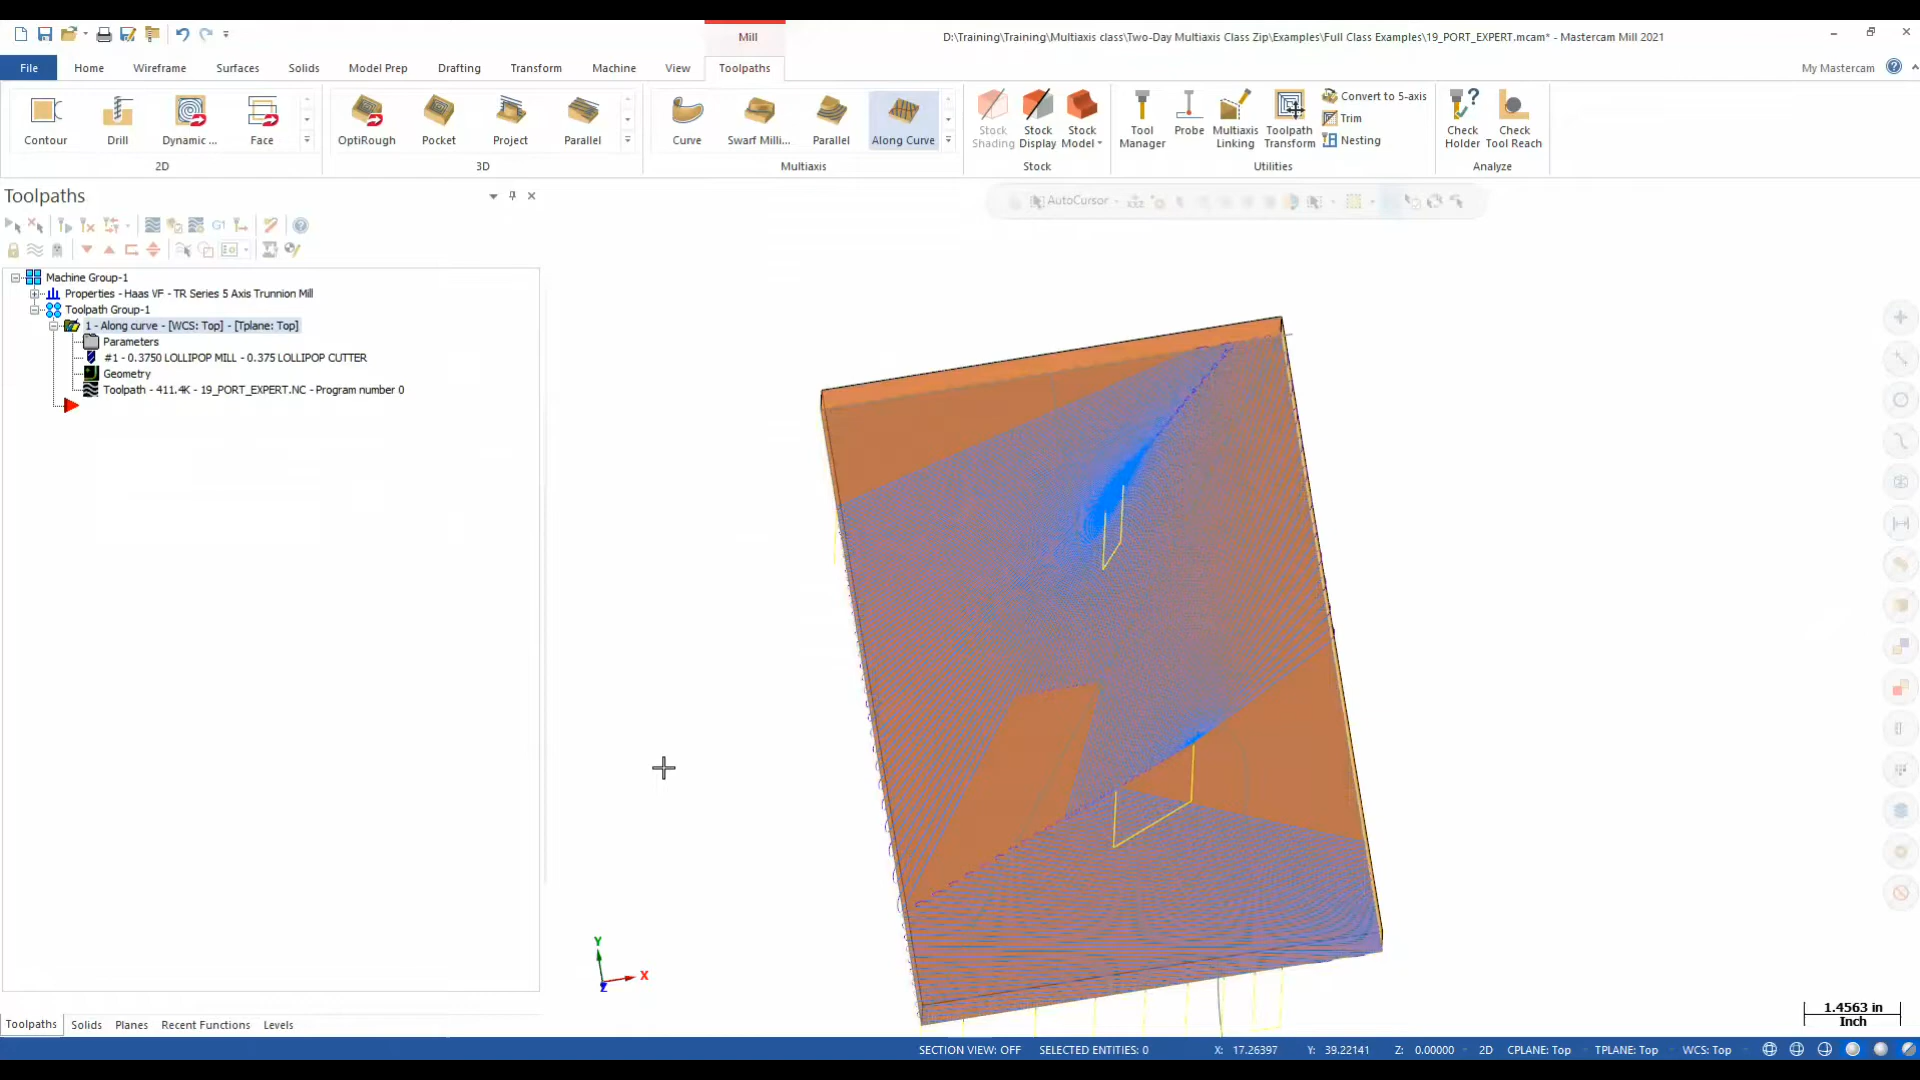 Mill
D:\Training\Training\Multiaxis class\Two-Day Multiaxis Class Zip\Examples\Full Class Examples\19_PORT_EXPERT.mcam* - Mastercam Mill 2021
File Home Wireframe Surfaces Solids Model Prep Drafting Transform Machine View Toolpaths My Mastercam
Contour Drill Dynamic ... Face OptiRough Pocket Project Parallel Curve Swarf Milli... Parallel Along Curve
Stock Shading Stock Display Stock Model Tool Manager Probe Multiaxis Linking Toolpath Transform Convert to 5-axis Trim Nesting Check Holder Check Tool Reach
2D 3D Multiaxis Stock Utilities Analyze
Toolpaths
AutoCursor
G1
Machine Group-1
Properties - Haas VF - TR Series 5 Axis Trunnion Mill
Toolpath Group-1
1 - Along curve - [WCS: Top] - [Tplane: Top]
Parameters
#1 - 0.3750 LOLLIPOP MILL - 0.375 LOLLIPOP CUTTER
Geometry
Toolpath - 411.4K - 19_PORT_EXPERT.NC - Program number 0
Y
X
Z
1.4563 in
Inch
Toolpaths Solids Planes Recent Functions Levels
SECTION VIEW: OFF SELECTED ENTITIES: 0 X: 17.26397 Y: 39.22141 Z: 0.00000 2D CPLANE: Top TPLANE: Top WCS: Top